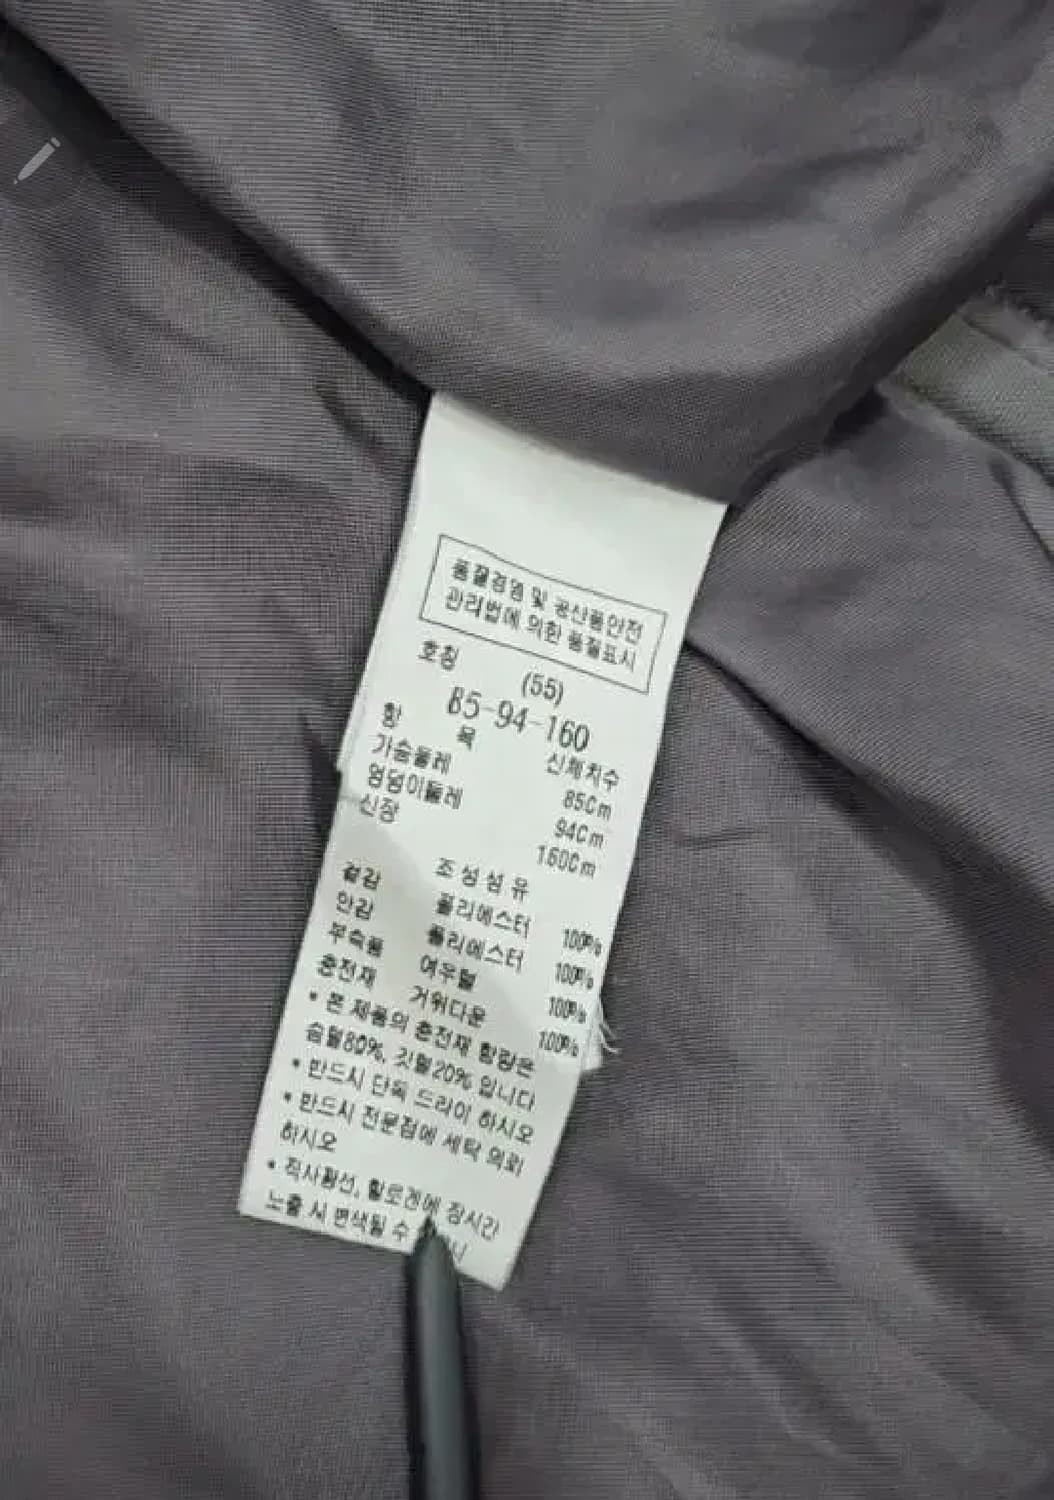 품질경영 및 공산품안전
관리법에 의한 품질표시
호칭 (55)
85-94-160
항 목 신체치수
가슴둘레 85Cm
엉덩이둘레 94Cm
신장 160Cm
조성섬유
겉감 폴리에스터 100%
안감 폴리에스터 100%
부속품 여우털 100%
충전재 거위다운 100%
* 본 제품의 충전재 함량은
솜털80%, 깃털20% 입니다
* 반드시 단독 드라이 하시오
* 반드시 전문점에 세탁 의뢰
하시오
* 직사광선, 할로겐에 장시간
노출 시 변색될 수